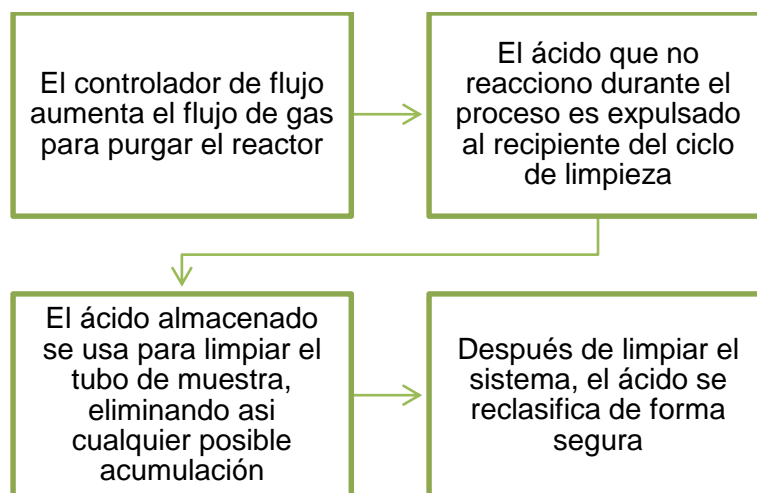 El controlador de flujo
aumenta el flujo de gas
para purgar el reactor
El ácido que no
reacciono durante el
proceso es expulsado
al recipiente del ciclo
de limpieza
El ácido almacenado
se usa para limpiar el
tubo de muestra,
eliminando asi
cualquier posible
acumulación
Después de limpiar el
sistema, el ácido se
reclasifica de forma
segura